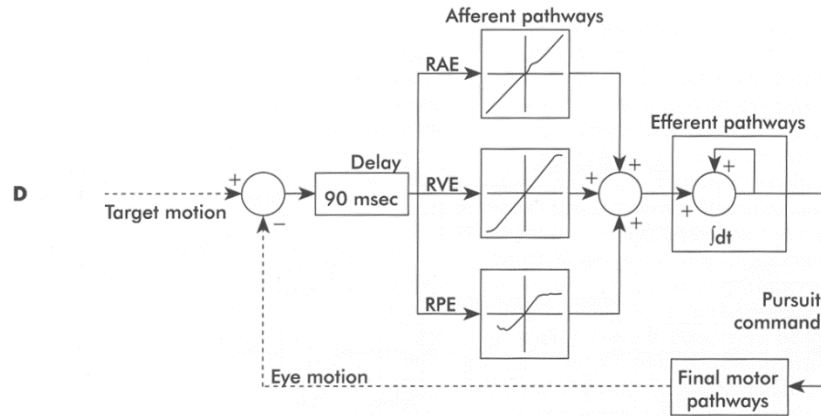 Afferent pathways
RAE
Efferent pathways
Delay
D
+
+
+
+
90 msec
RVE
+
+
Target motion
−
+
∫dt
RPE
Pursuit
command
Eye motion
Final motor
pathways